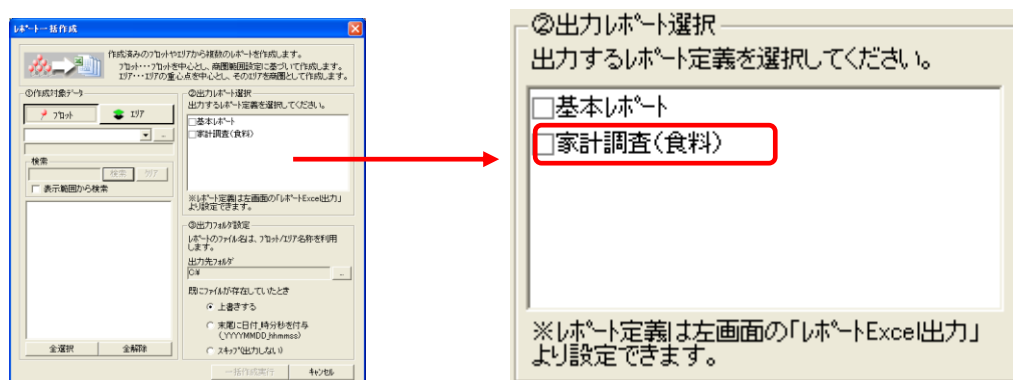 レポート一括作成
作成済みのプロットやエリアから複数のレポートを作成します。
プロット・・・プロットを中心とし、商圏範囲設定に基づいて作成します。
エリア・・・エリアの重心点を中心とし、そのエリアを商圏として作成します。
①作成対象データ
プロット
エリア
...
検索
検索
クリア
表示範囲から検索
全選択
全解除
②出力レポート選択
出力するレポート定義を選択してください。
基本レポート
家計調査(食料)
※レポート定義は左画面の「レポートExcel出力」
より設定できます。
③出力フォルダ設定
レポートのファイル名は、プロット/エリア名称を利用
します。
出力先フォルダ
C:¥
...
既にファイルが存在していたとき
上書きする
末尾に日付_時分秒を付与
(_YYYYMMDD_hhmmss)
スキップ(出力しない)
一括作成実行
キャンセル
②出力レポート選択
出力するレポート定義を選択してください。
基本レポート
家計調査(食料)
※レポート定義は左画面の「レポートExcel出力」
より設定できます。